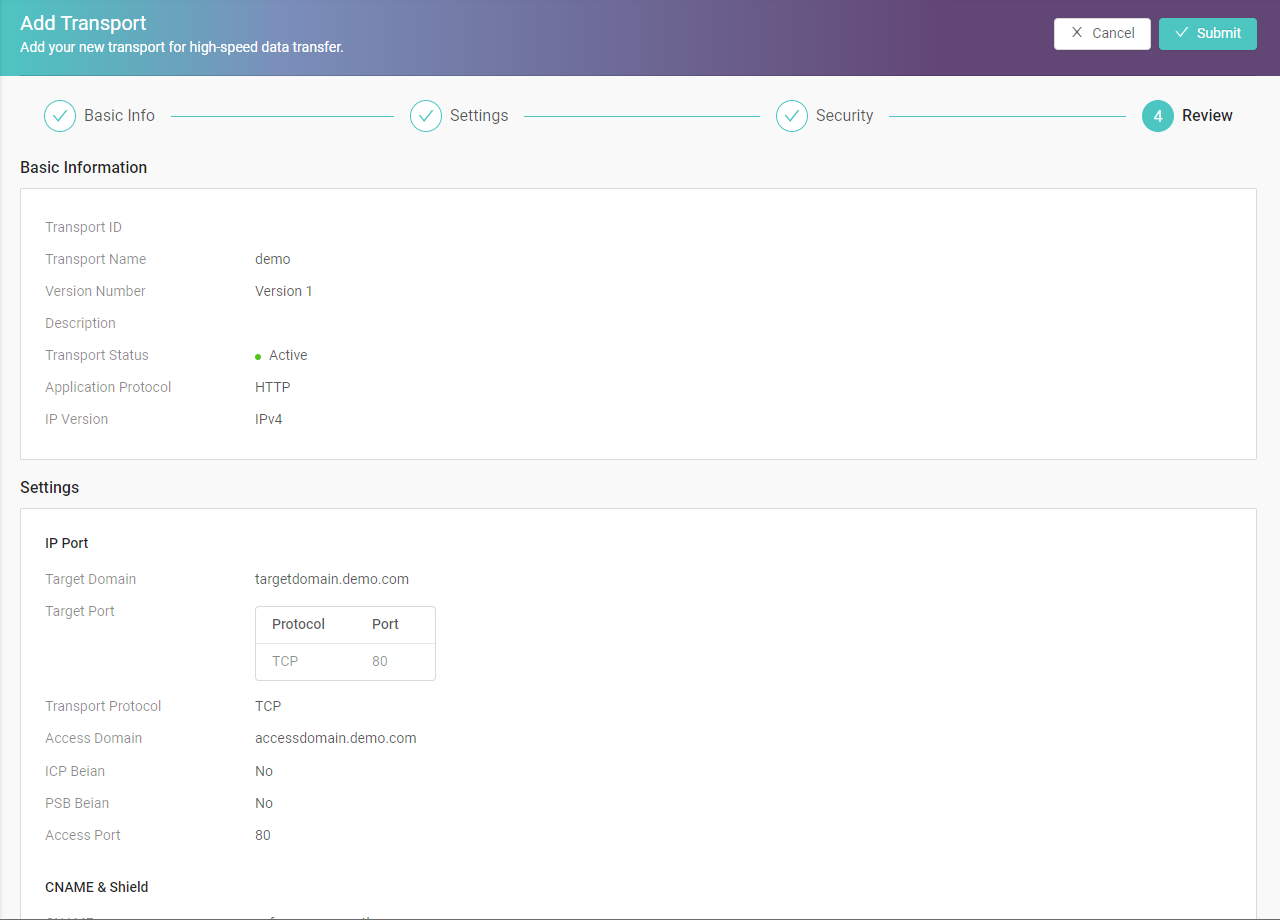 Add Transport
Add your new transport for high-speed data transfer.
Cancel
Submit
Basic Info
Settings
Security
4 Review
Basic Information
Transport ID
Transport Name demo
Version Number Version 1
Description
Transport Status Active
Application Protocol HTTP
IP Version IPv4
Settings
IP Port
Target Domain targetdomain.demo.com
Target Port
Protocol Port
TCP 80
Transport Protocol TCP
Access Domain accessdomain.demo.com
ICP Beian No
PSB Beian No
Access Port 80
CNAME & Shield